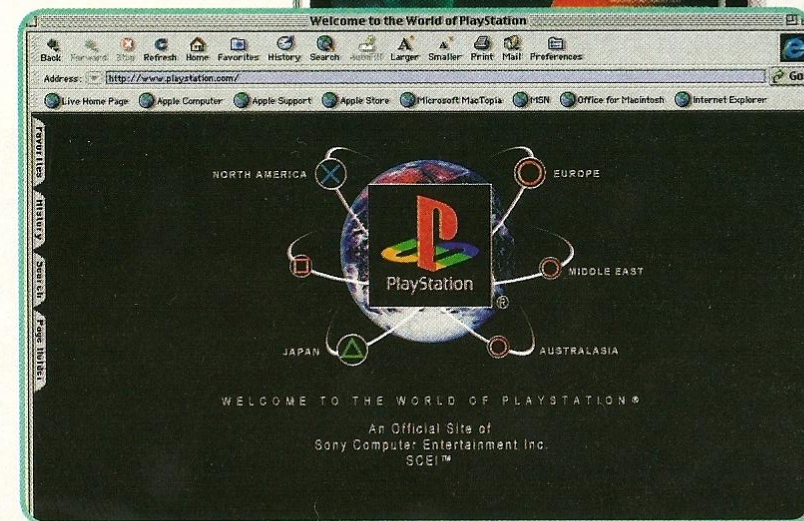 Welcome to the World of PlayStation
Back Forward Stop Refresh Home Favorites History Search AutoFill Larger Smaller Print Mail Preferences
Address: http://www.playstation.com/ Go
Live Home Page Apple Computer Apple Support Apple Store Microsoft MacTopia MSN Office for Macintosh Internet Explorer
Favorites
History
Search
Page Holder
NORTH AMERICA
EUROPE
PlayStation
®
MIDDLE EAST
JAPAN
AUSTRALASIA
WELCOME TO THE WORLD OF PLAYSTATION®
An Official Site of
Sony Computer Entertainment Inc.
SCEI™